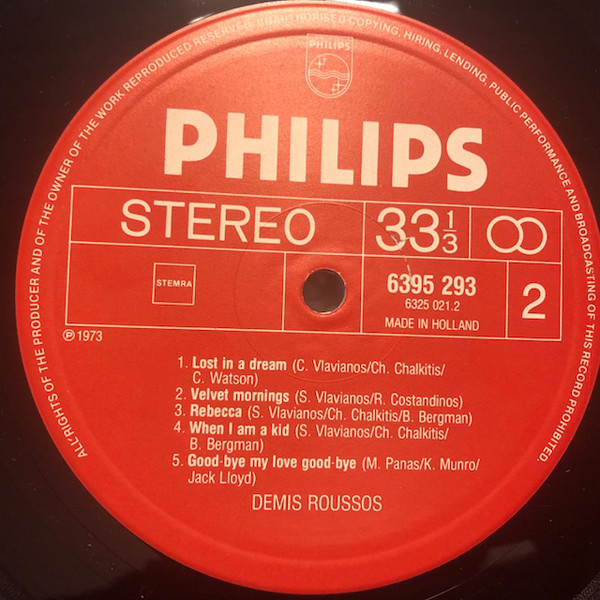 ALL RIGHTS OF THE PRODUCER AND OF THE OWNER OF THE WORK REPRODUCED RESERVED. UNAUTHORISED COPYING, HIRING, LENDING, PUBLIC PERFORMANCE AND BROADCASTING OF THIS RECORD PROHIBITED.
PHILIPS
PHILIPS
STEREO
33 1/3
STEMRA
6395 293
6325 021.2
MADE IN HOLLAND
2
℗ 1973
1. Lost in a dream (C. Vlavianos/Ch. Chalkitis/
C. Watson)
2. Velvet mornings (S. Vlavianos/R. Costandinos)
3. Rebecca (S. Vlavianos/Ch. Chalkitis/B. Bergman)
4. When I am a kid (S. Vlavianos/Ch. Chalkitis/
B. Bergman)
5. Good-bye my love good-bye (M. Panas/K. Munro/
Jack Lloyd)
DEMIS ROUSSOS